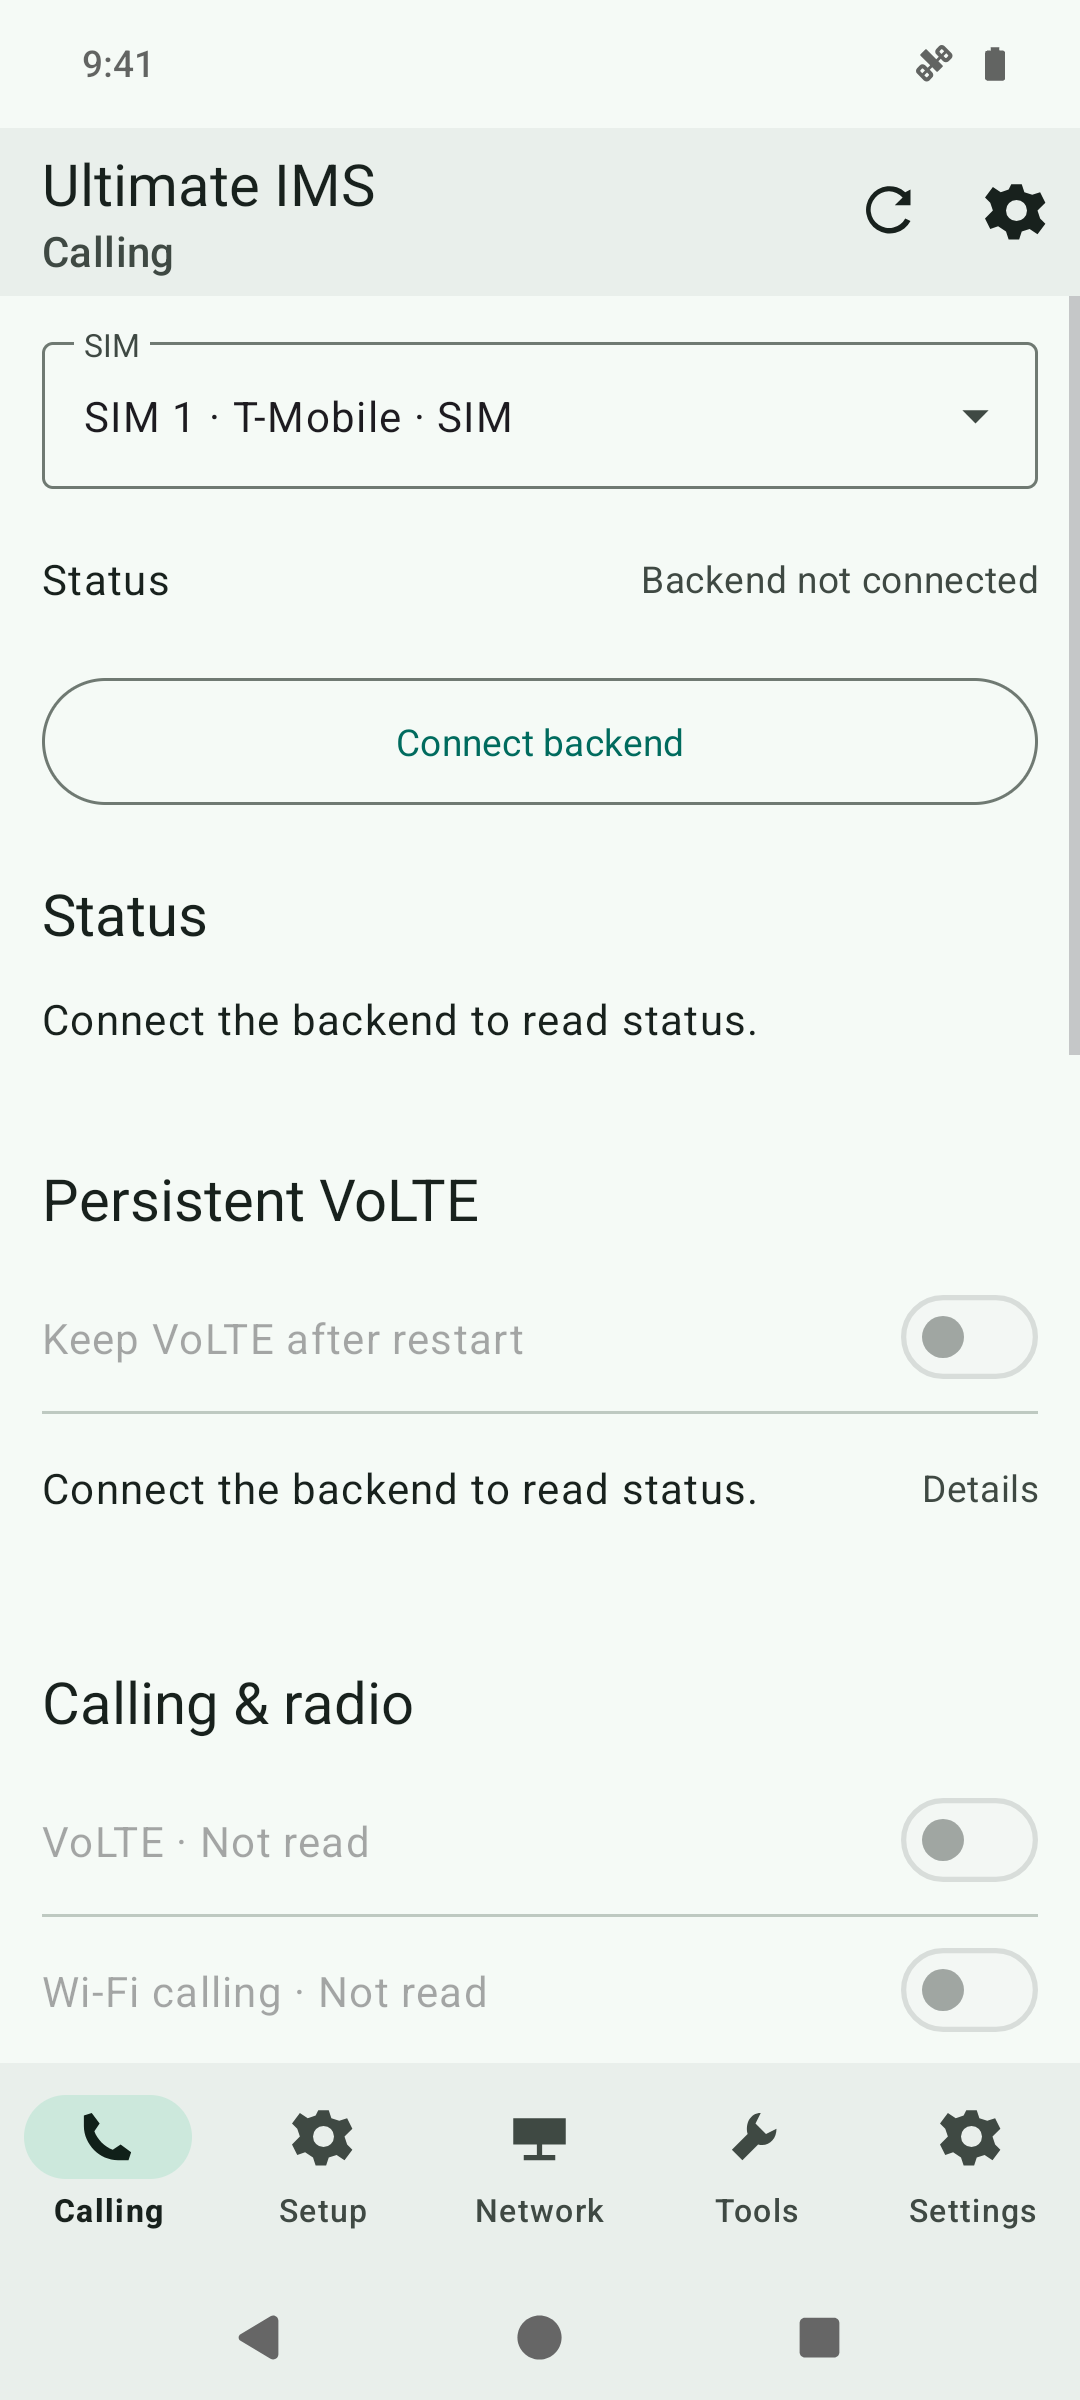 9:41
Ultimate IMS
Calling
SIM
SIM 1 · T-Mobile · SIM
Status
Backend not connected
Connect backend
Status
Connect the backend to read status.
Persistent VoLTE
Keep VoLTE after restart
Connect the backend to read status.
Details
Calling & radio
VoLTE · Not read
Wi-Fi calling · Not read
Calling
Setup
Network
Tools
Settings